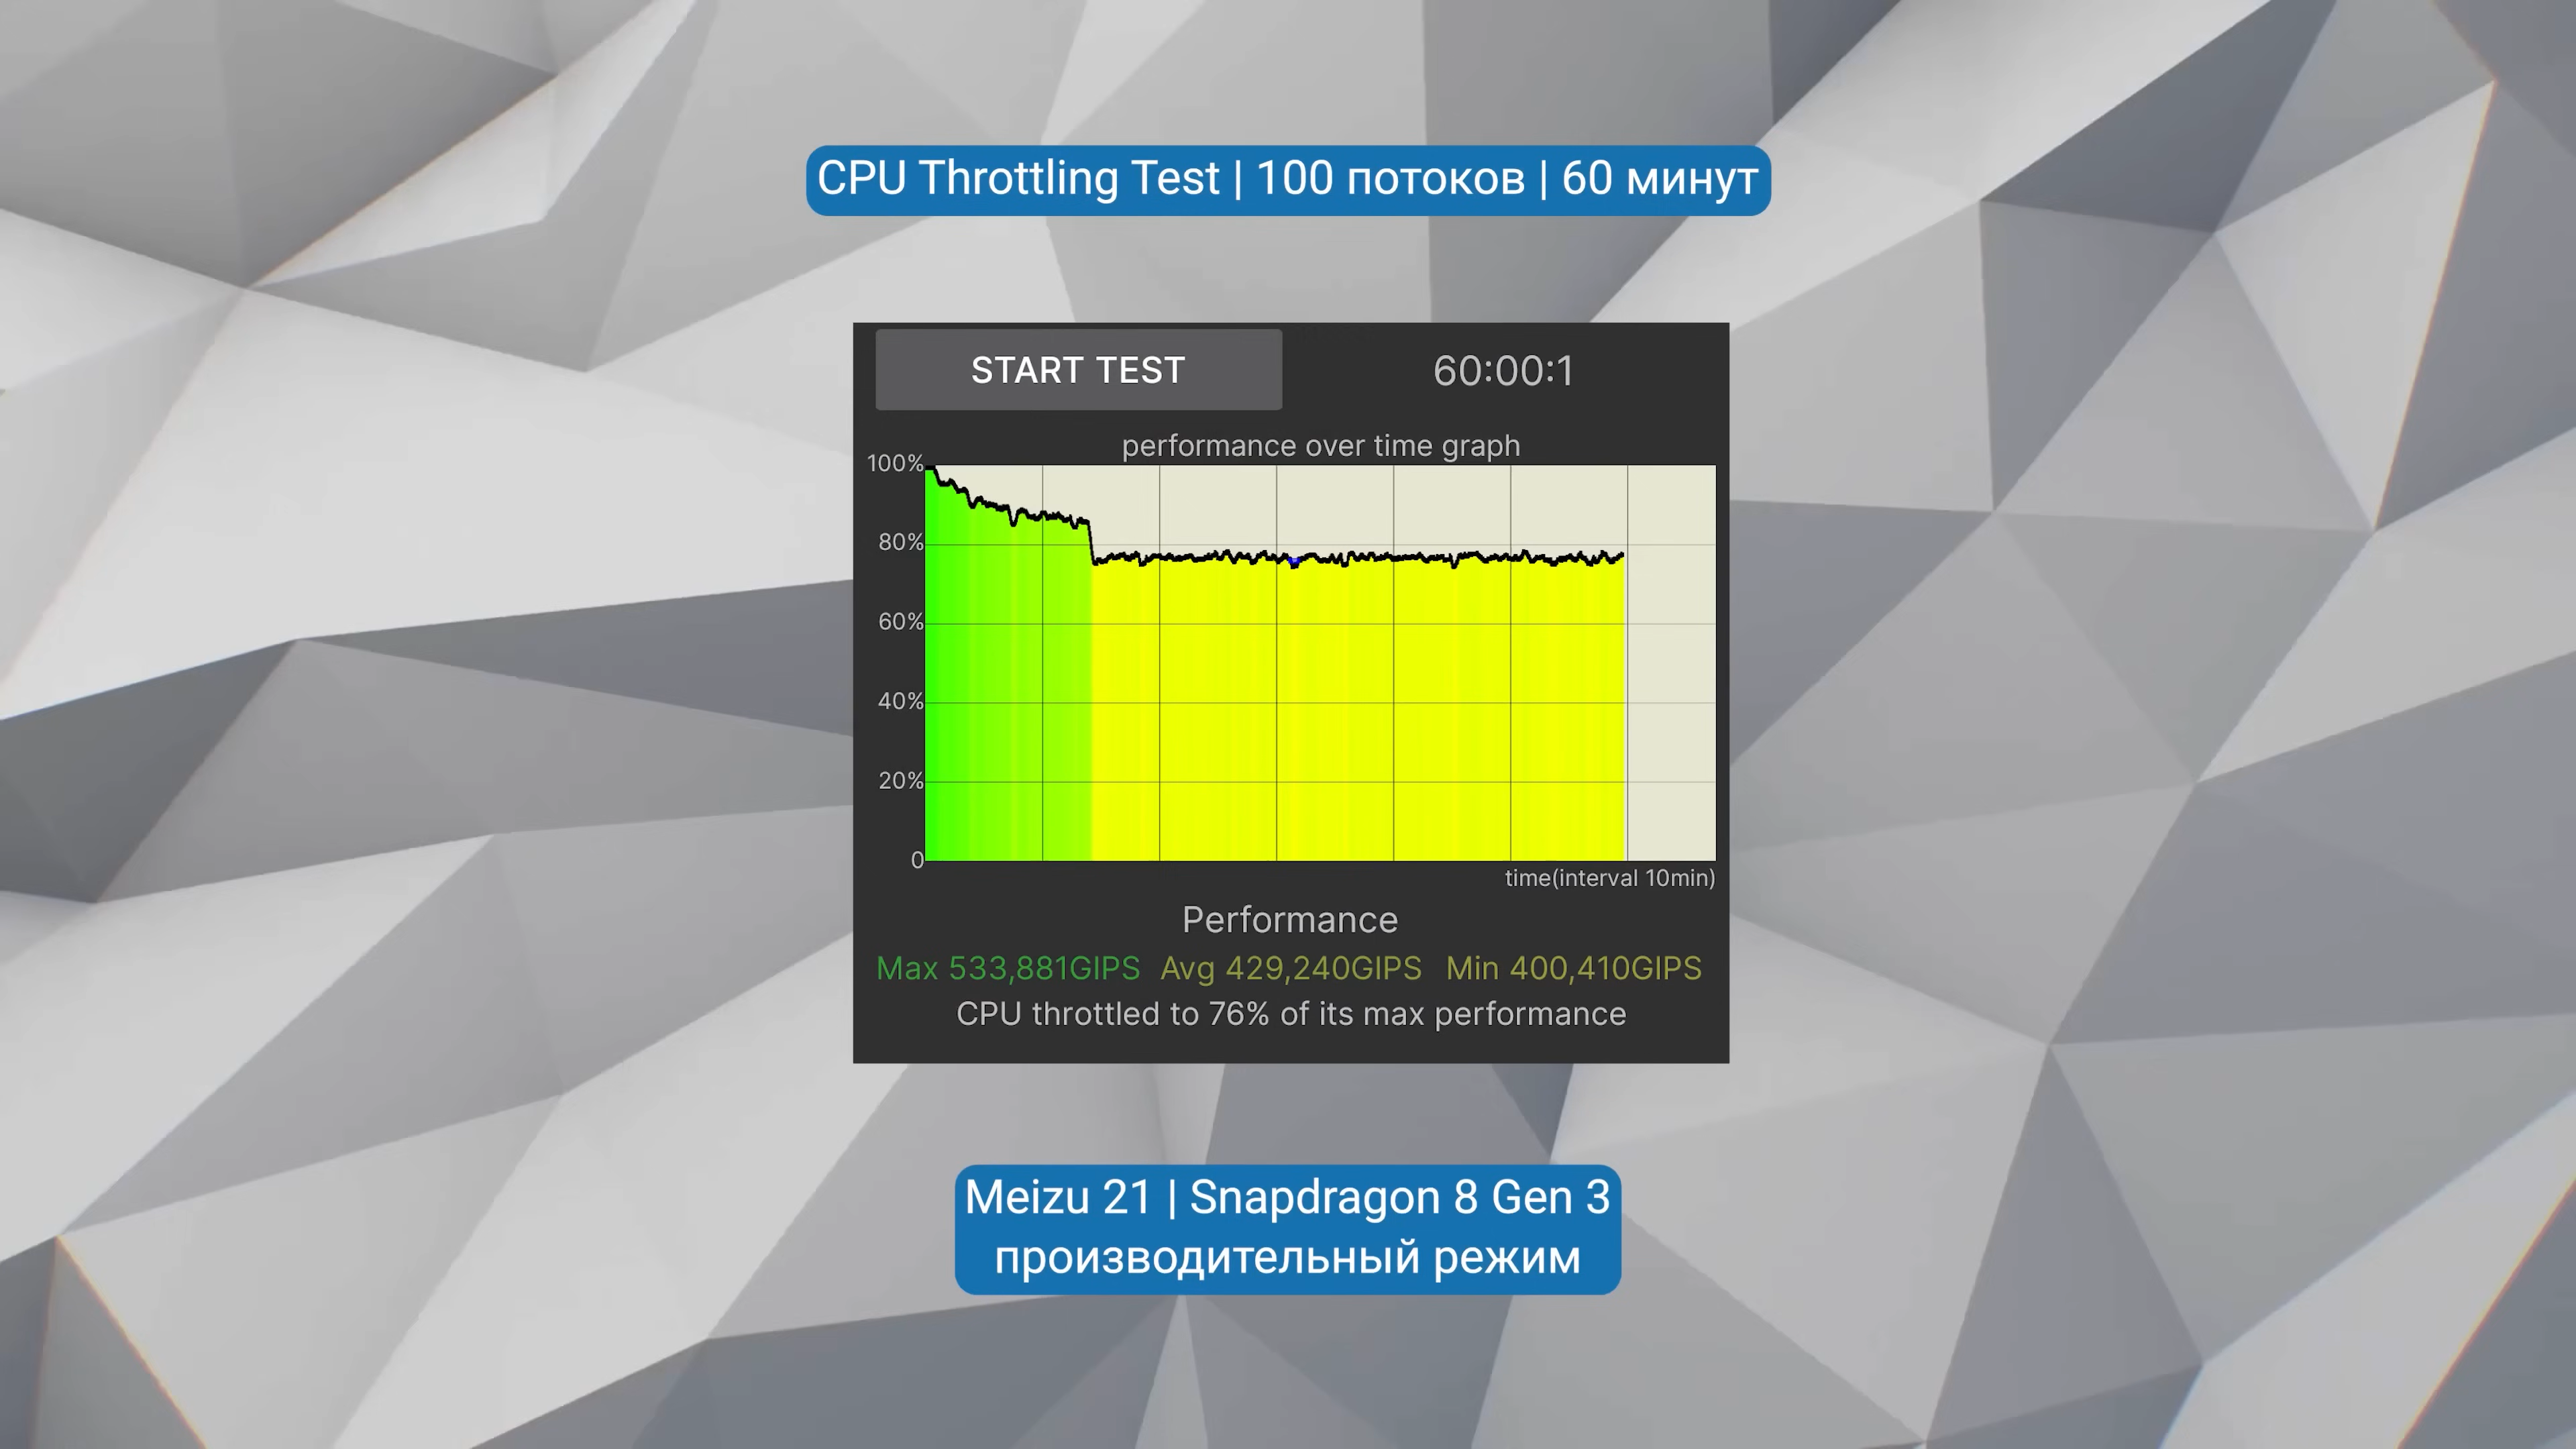 CPU Throttling Test | 100 потоков | 60 минут
START TEST
60:00:1
performance over time graph
100%
80%
60%
40%
20%
0
time(interval 10min)
Performance
Max 533,881GIPS Avg 429,240GIPS Min 400,410GIPS
CPU throttled to 76% of its max performance
Meizu 21 | Snapdragon 8 Gen 3
производительный режим